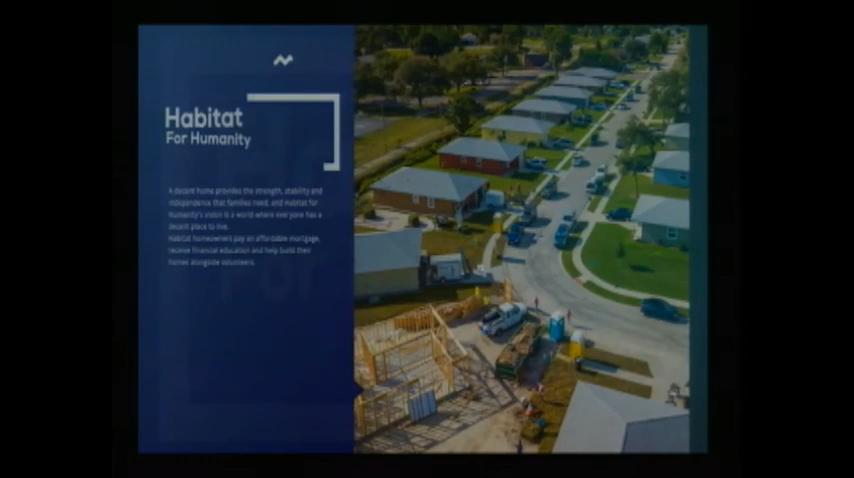 Habitat
For Humanity
A decent home provides the strength, stability and
independence that families need, and Habitat for
Humanity's vision is a world where everyone has a
decent place to live.
Habitat homeowners pay an affordable mortgage,
receive financial education and help build their
homes alongside volunteers.
For